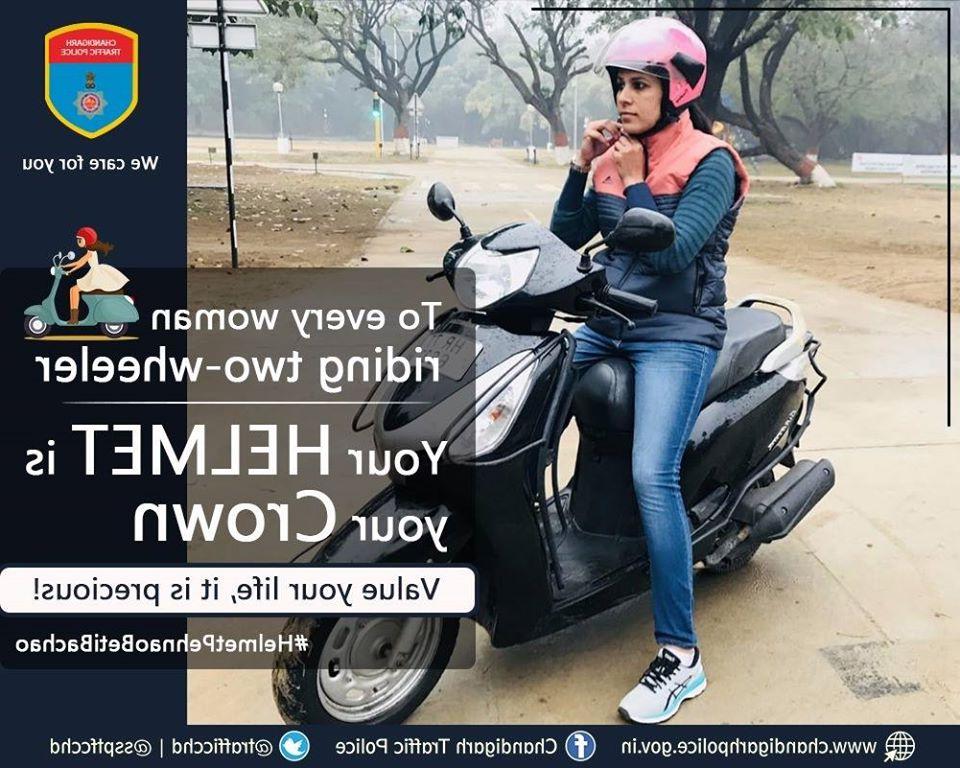 CHANDIGARH
TRAFFIC POLICE
We care for you
To every woman
riding two-wheeler
Your HELMET is
your Crown
Value your life, it is precious!
#HelmetPehnaoBetiBachao
www.chandigarhpolice.gov.in Chandigarh Traffic Police @trafficchd | @ssptfcchd